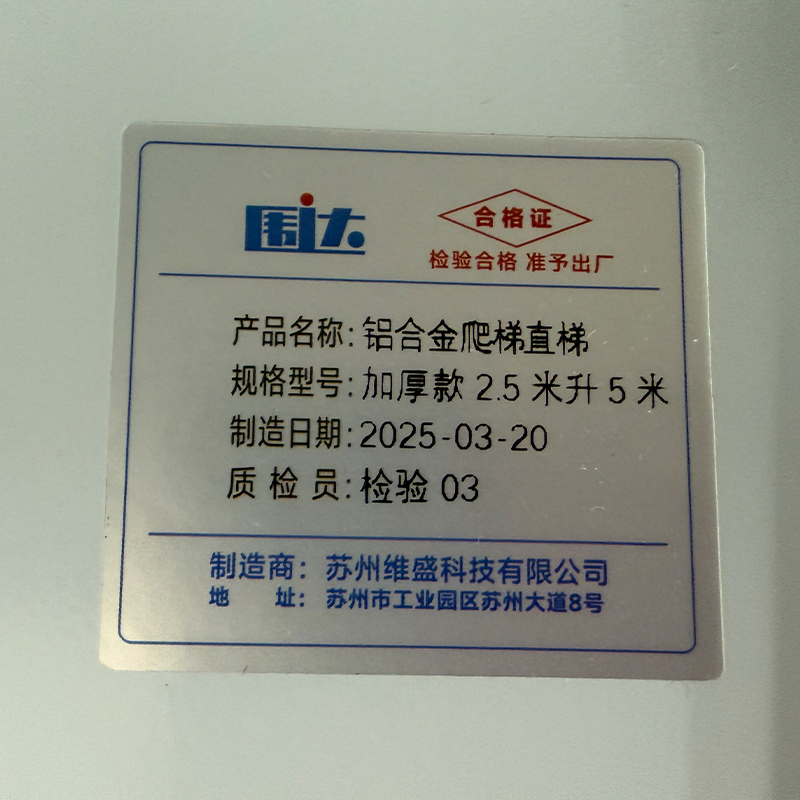 围达
合格证
检验合格 准予出厂
产品名称:铝合金爬梯直梯
规格型号:加厚款 2.5 米升 5 米
制造日期:2025-03-20
质 检 员:检验 03
制造商: 苏州维盛科技有限公司
地 址: 苏州市工业园区苏州大道8号